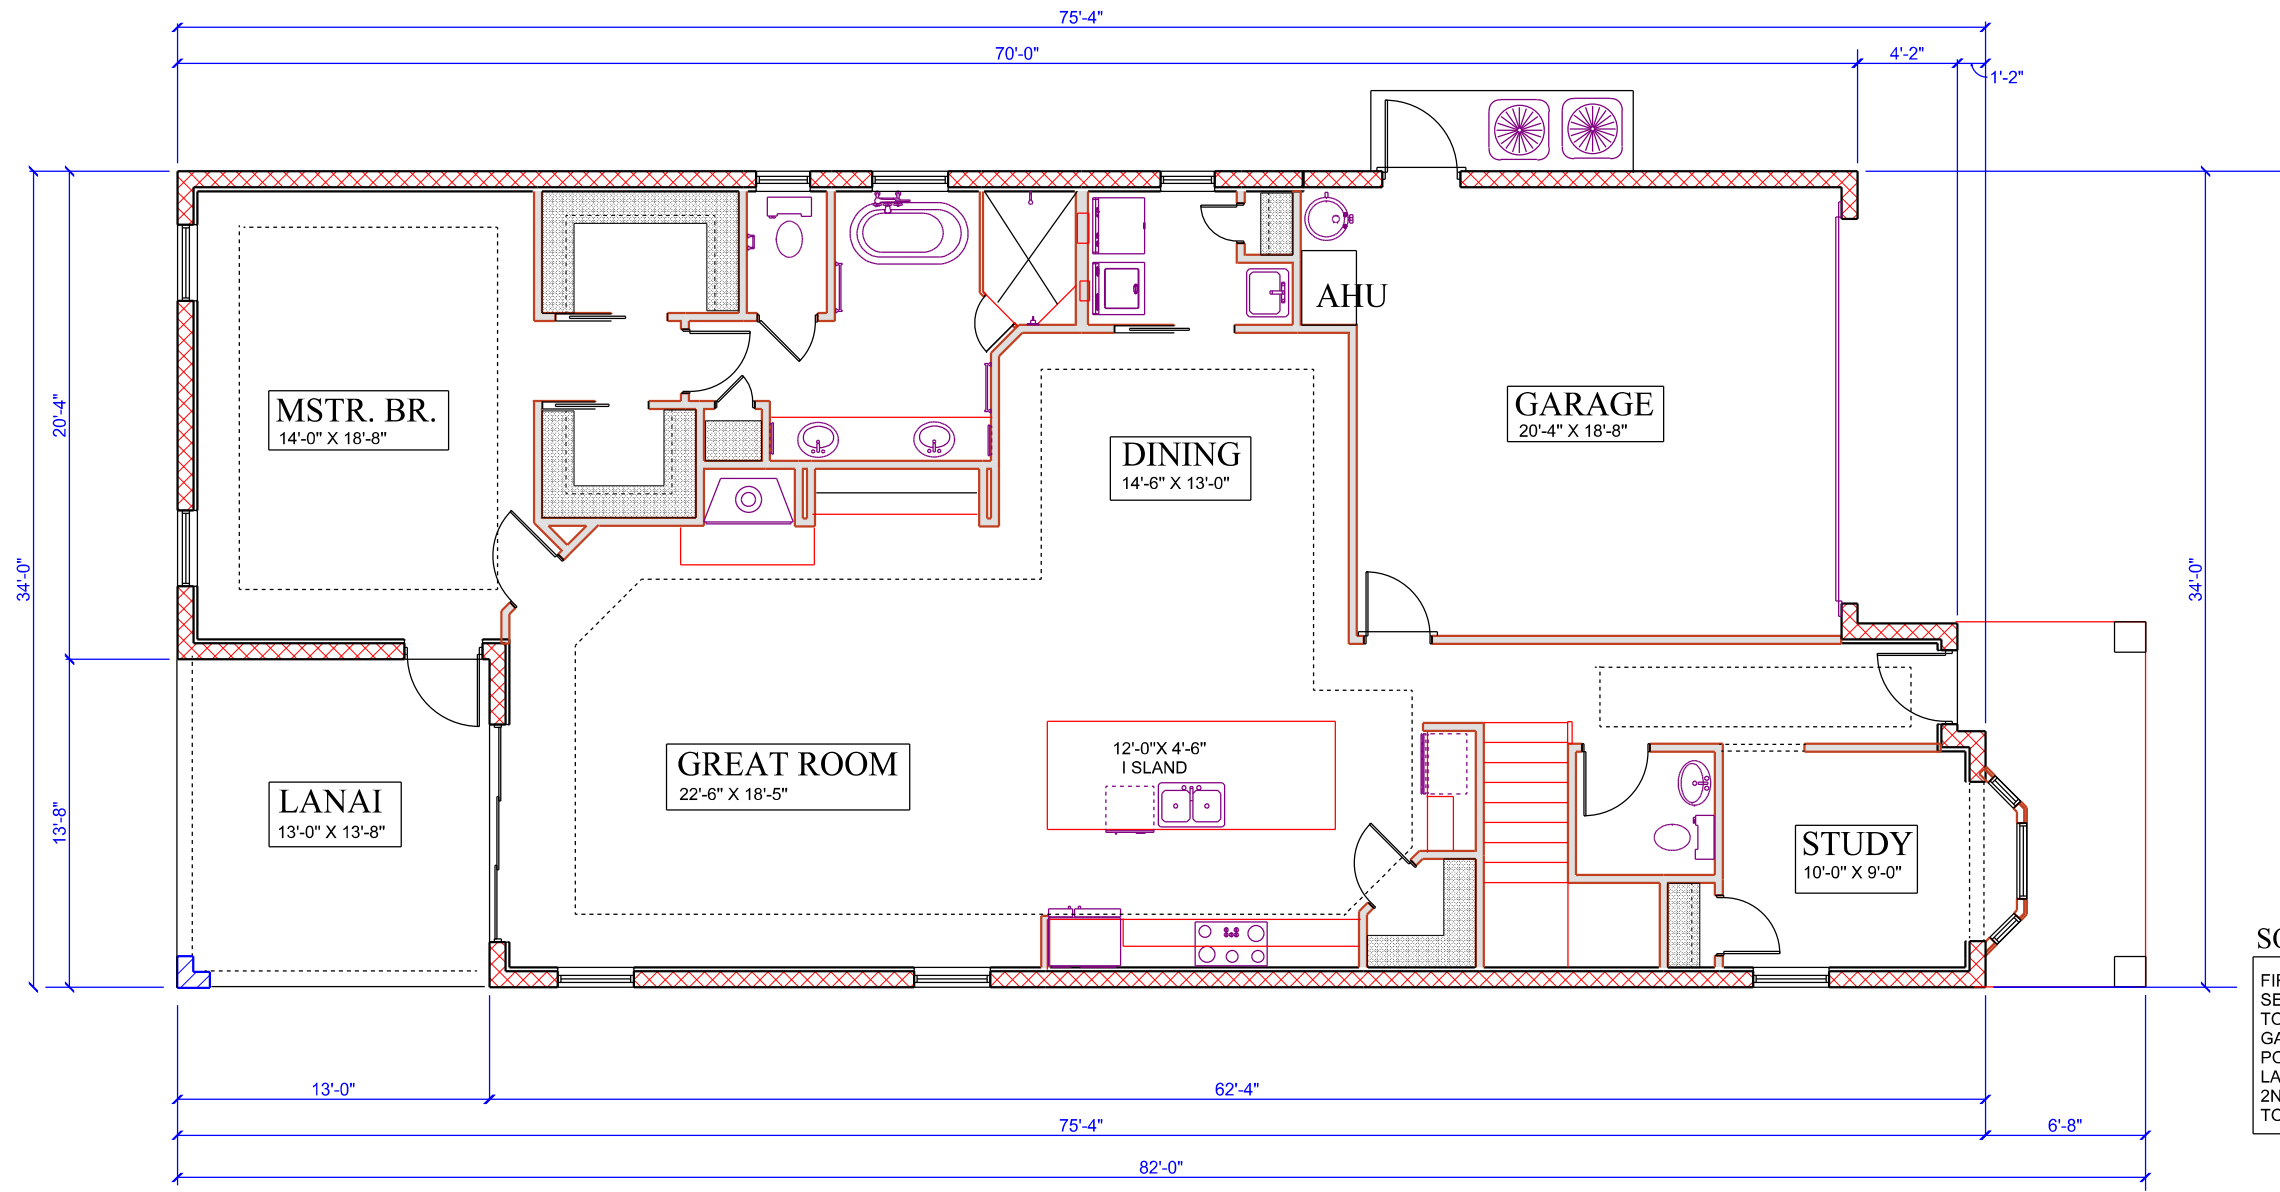 75'-4"
70'-0"
4'-2"
1'-2"
34'-0"
20'-4"
13'-8"
34'-0"
AHU
MSTR. BR.
14'-0" X 18'-8"
GARAGE
20'-4" X 18'-8"
DINING
14'-6" X 13'-0"
GREAT ROOM
22'-6" X 18'-5"
12'-0"X 4'-6"
I SLAND
LANAI
13'-0" X 13'-8"
STUDY
10'-0" X 9'-0"
13'-0"
62'-4"
75'-4"
6'-8"
82'-0"